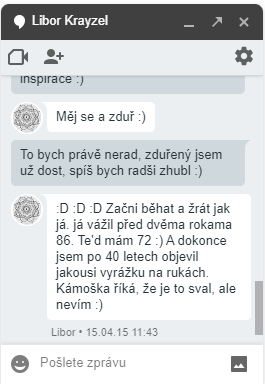 Libor Krayzel
inspirace :)
Měj se a zduř :)
To bych právě nerad, zduřený jsem
už dost, spíš bych radši zhubl :)
:D :D :D Začni běhat a žrát jak
já. já vážil před dvěma rokama
86. Te'd mám 72 :) A dokonce
jsem po 40 letech objevil
jakousi vyrážku na rukách.
Kámoška říká, že je to sval, ale
nevím :)
Libor • 15.04.15 11:43
Pošlete zprávu